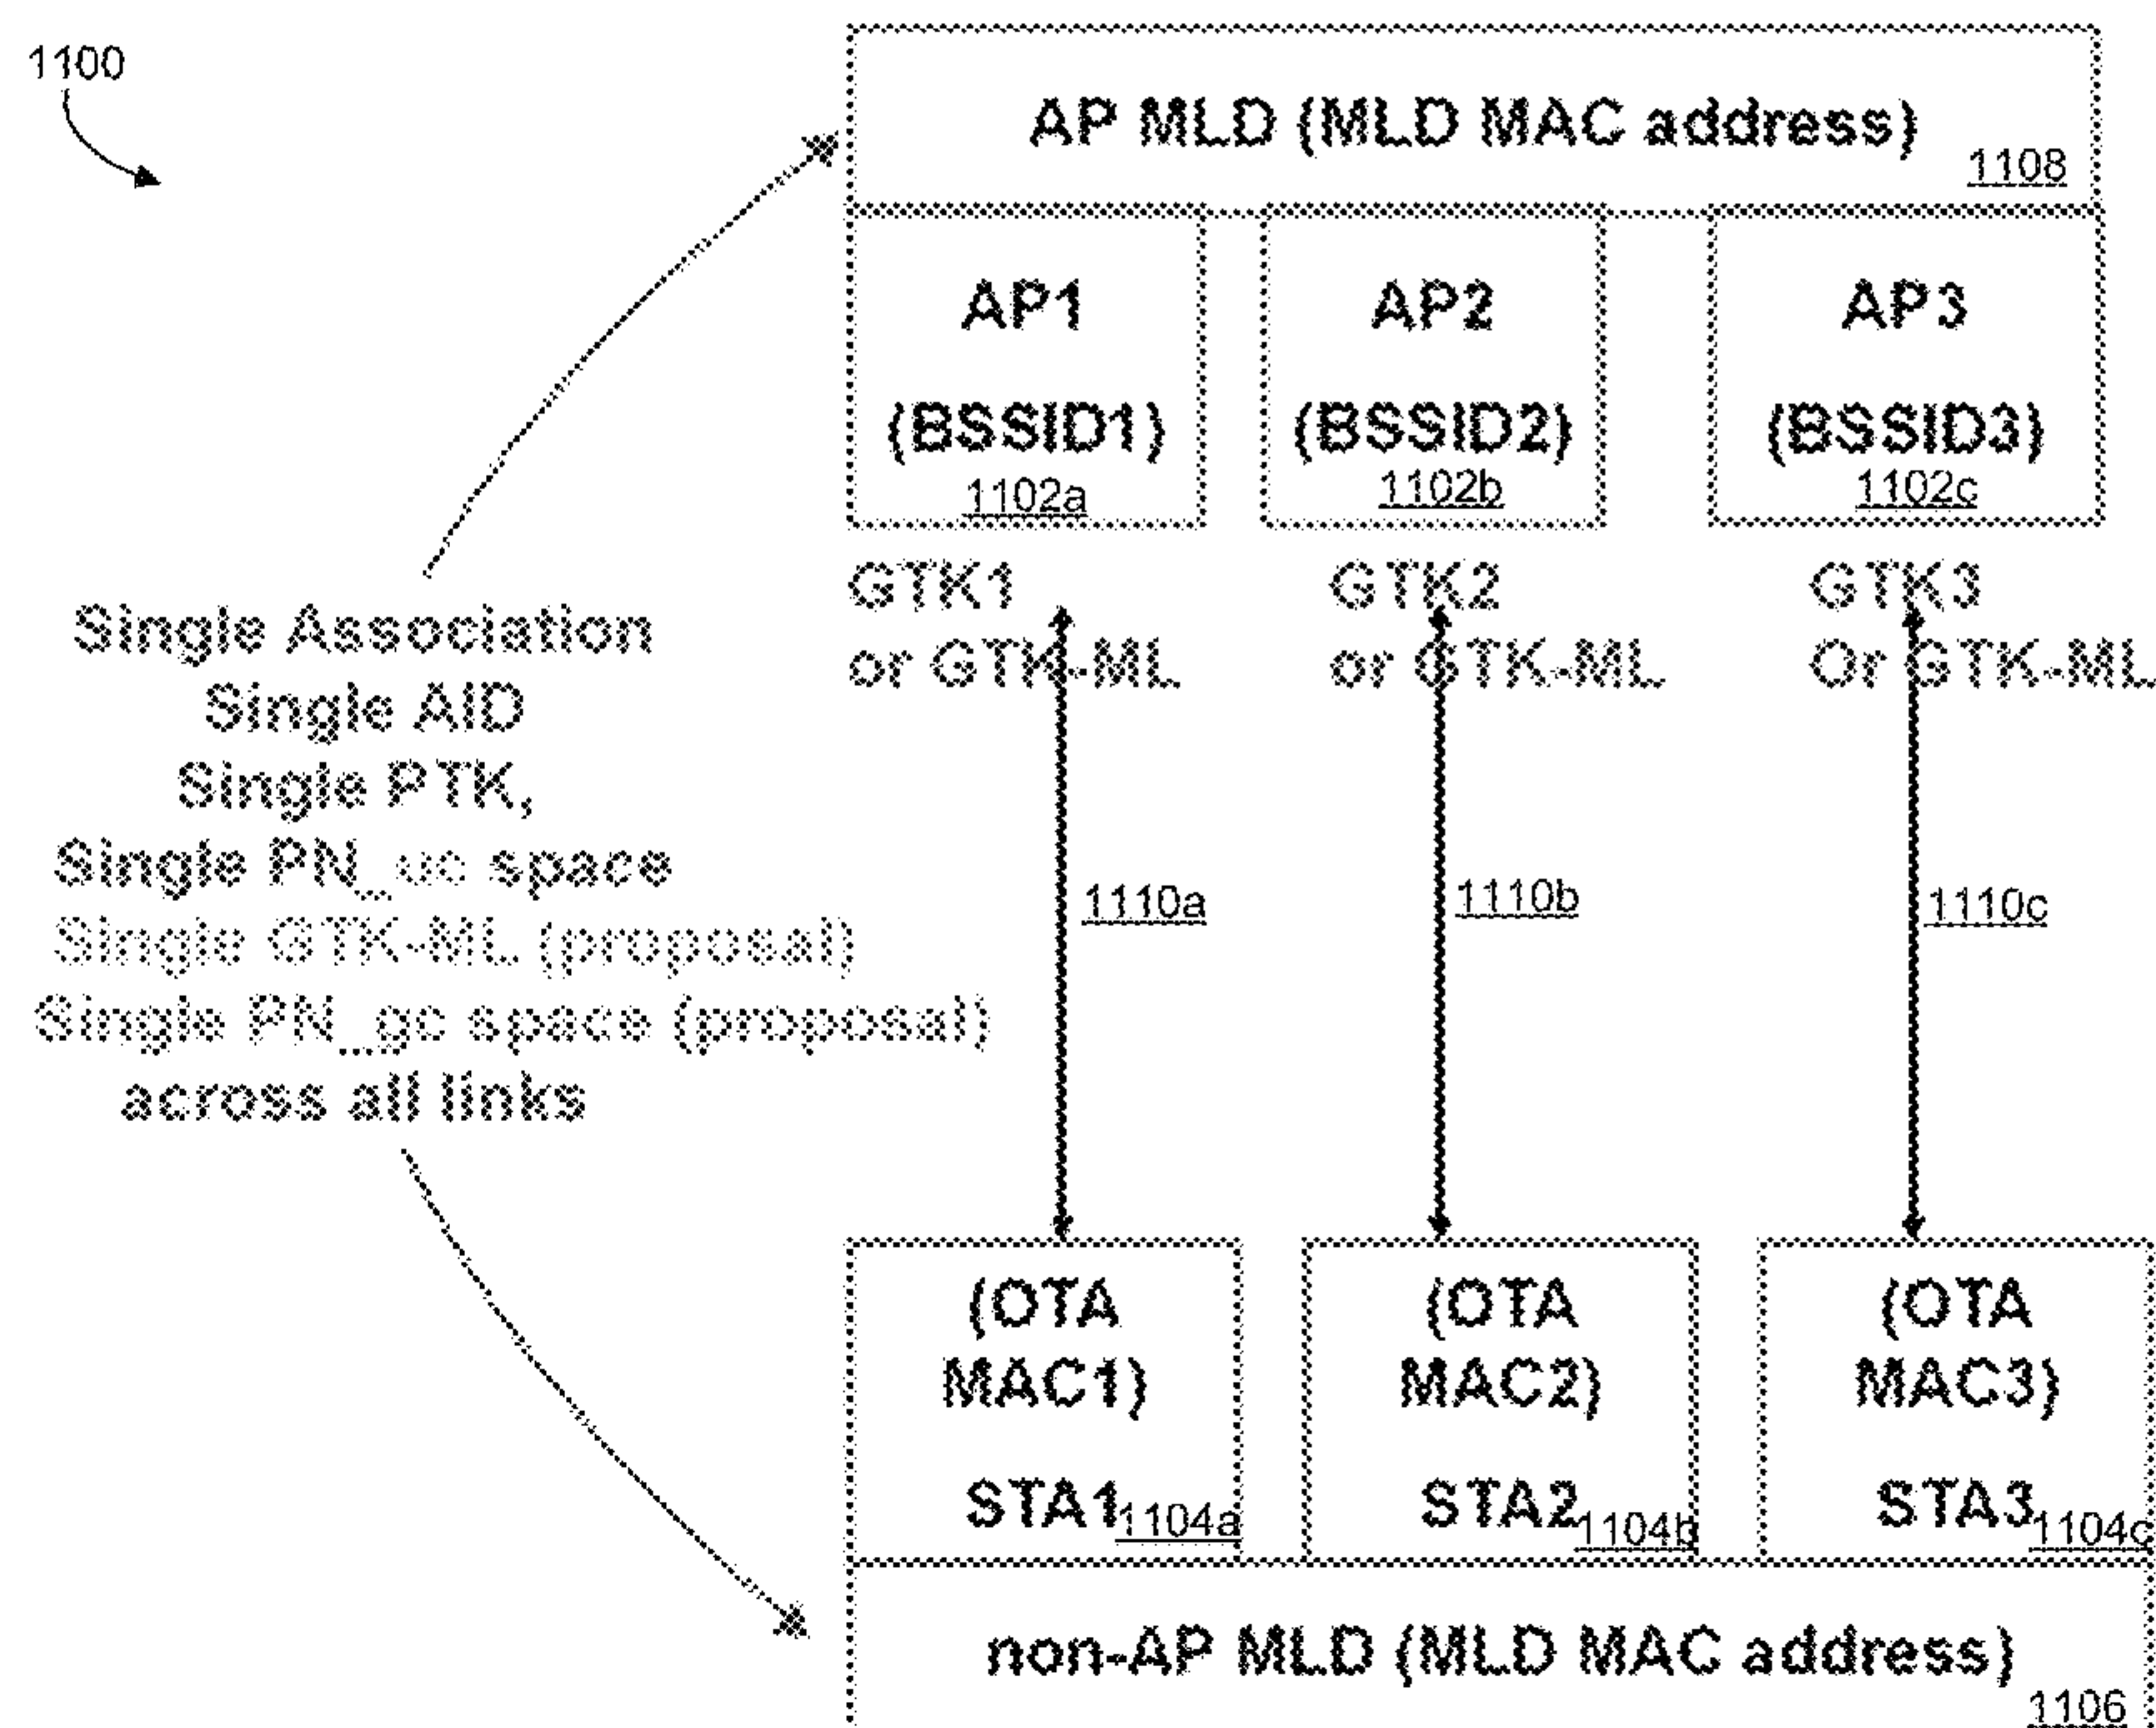 1100
AP MLD (MLD MAC address)
1108
AP1
(BSSID1)
1102a
AP2
(BSSID2)
1102b
AP3
(BSSID3)
1102c
GTK1
or GTK-ML
GTK2
or GTK-ML
GTK3
Or GTK-ML
Single Association
Single AID
Single PTK,
Single PN_uc space
Single GTK-ML (proposal)
Single PN_gc space (proposal)
across all links
1110a
1110b
1110c
(OTA
MAC1)
STA1
1104a
(OTA
MAC2)
STA2
1104b
(OTA
MAC3)
STA3
1104c
non-AP MLD (MLD MAC address)
1106